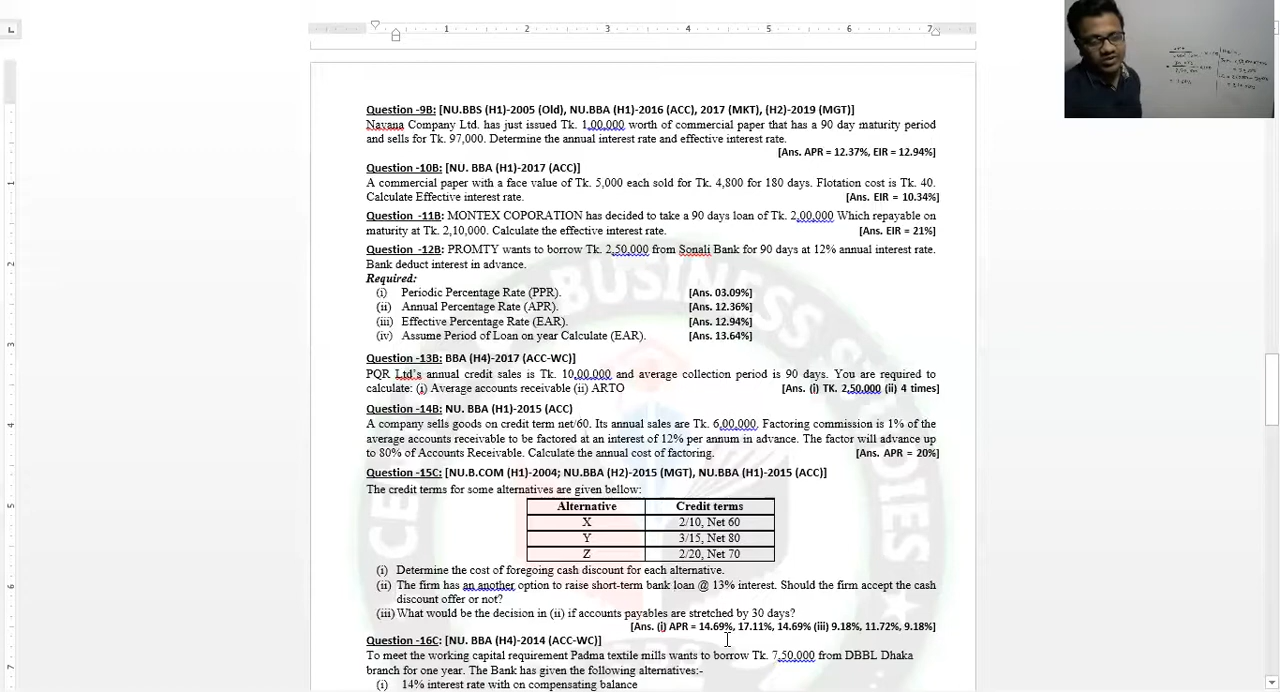 1 2 3 4 5 6 7
Question -9B: [NU.BBS (H1)-2005 (Old), NU.BBA (H1)-2016 (ACC), 2017 (MKT), (H2)-2019 (MGT)]
Navana Company Ltd. has just issued Tk. 1,00,000 worth of commercial paper that has a 90 day maturity period
and sells for Tk. 97,000. Determine the annual interest rate and effective interest rate.
[Ans. APR = 12.37%, EIR = 12.94%]
Question -10B: [NU. BBA (H1)-2017 (ACC)]
A commercial paper with a face value of Tk. 5,000 each sold for Tk. 4,800 for 180 days. Flotation cost is Tk. 40.
Calculate Effective interest rate. [Ans. EIR = 10.34%]
Question -11B: MONTEX COPORATION has decided to take a 90 days loan of Tk. 2,00,000 Which repayable on
maturity at Tk. 2,10,000. Calculate the effective interest rate. [Ans. EIR = 21%]
Question -12B: PROMTY wants to borrow Tk. 2,50,000 from Sonali Bank for 90 days at 12% annual interest rate.
Bank deduct interest in advance.
Required:
(i) Periodic Percentage Rate (PPR). [Ans. 03.09%]
(ii) Annual Percentage Rate (APR). [Ans. 12.36%]
(iii) Effective Percentage Rate (EAR). [Ans. 12.94%]
(iv) Assume Period of Loan on year Calculate (EAR). [Ans. 13.64%]
Question -13B: BBA (H4)-2017 (ACC-WC)]
PQR Ltd's annual credit sales is Tk. 10,00,000 and average collection period is 90 days. You are required to
calculate: (i) Average accounts receivable (ii) ARTO [Ans. (i) TK. 2,50,000 (ii) 4 times]
Question -14B: NU. BBA (H1)-2015 (ACC)
A company sells goods on credit term net/60. Its annual sales are Tk. 6,00,000. Factoring commission is 1% of the
average accounts receivable to be factored at an interest of 12% per annum in advance. The factor will advance up
to 80% of Accounts Receivable. Calculate the annual cost of factoring. [Ans. APR = 20%]
Question -15C: [NU.B.COM (H1)-2004; NU.BBA (H2)-2015 (MGT), NU.BBA (H1)-2015 (ACC)]
The credit terms for some alternatives are given bellow:
Alternative Credit terms
X 2/10, Net 60
Y 3/15, Net 80
Z 2/20, Net 70
(i) Determine the cost of foregoing cash discount for each alternative.
(ii) The firm has an another option to raise short-term bank loan @ 13% interest. Should the firm accept the cash
discount offer or not?
(iii) What would be the decision in (ii) if accounts payables are stretched by 30 days?
[Ans. (i) APR = 14.69%, 17.11%, 14.69% (iii) 9.18%, 11.72%, 9.18%]
Question -16C: [NU. BBA (H4)-2014 (ACC-WC)]
To meet the working capital requirement Padma textile mills wants to borrow Tk. 7,50,000 from DBBL Dhaka
branch for one year. The Bank has given the following alternatives:-
(i) 14% interest rate with on compensating balance